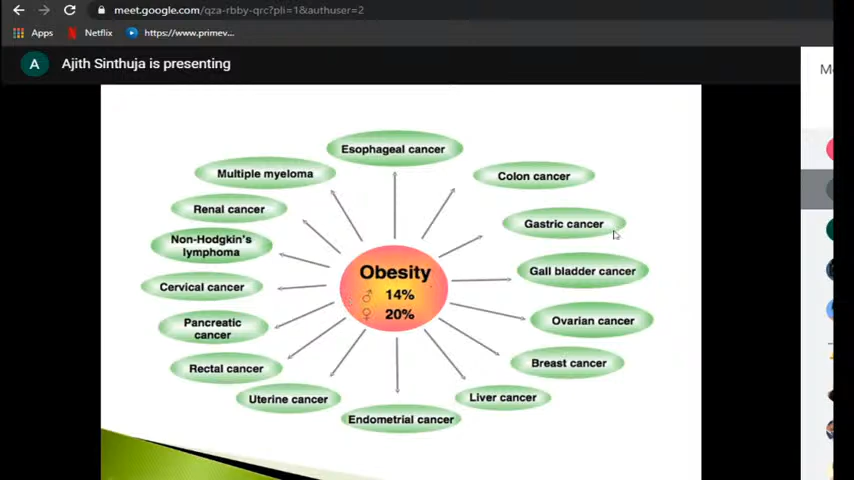 meet.google.com/qza-rbby-qrc?pli=1&authuser=2
Apps Netflix https://www.primev...
A Ajith Sinthuja is presenting
Esophageal cancer
Multiple myeloma
Colon cancer
Renal cancer
Gastric cancer
Non-Hodgkin's
lymphoma
Gall bladder cancer
Cervical cancer
Obesity
♂ 14%
♀ 20%
Pancreatic
cancer
Ovarian cancer
Rectal cancer
Breast cancer
Uterine cancer
Liver cancer
Endometrial cancer